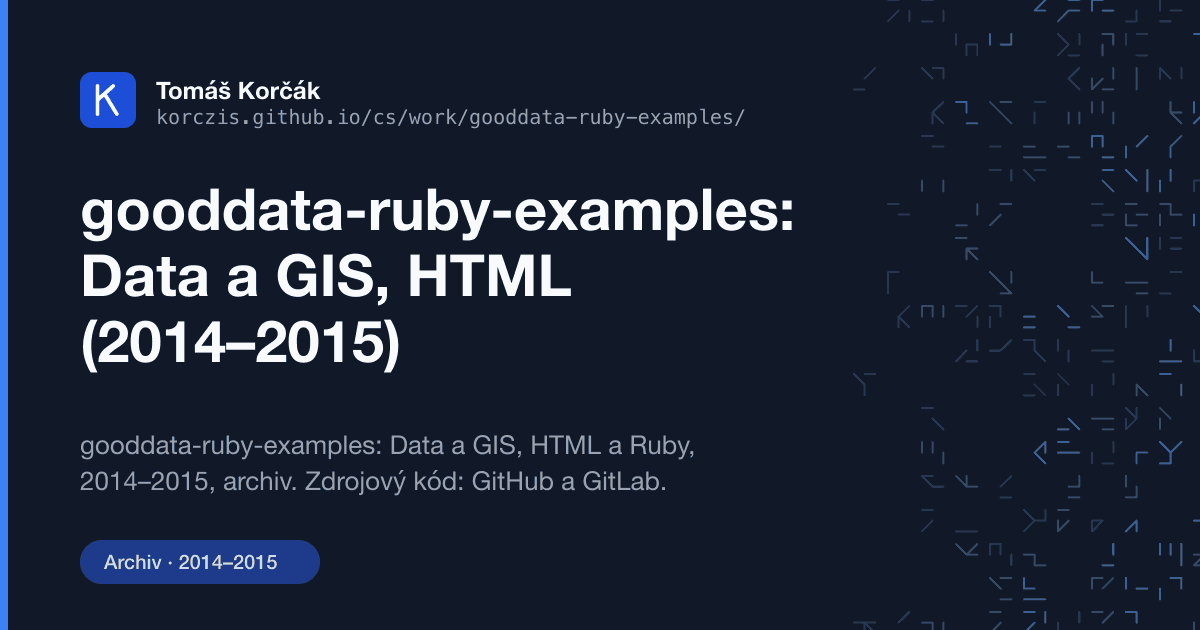 K
Tomáš Korčák
korczis.github.io/cs/work/gooddata-ruby-examples/
gooddata-ruby-examples:
Data a GIS, HTML
(2014–2015)
gooddata-ruby-examples: Data a GIS, HTML a Ruby,
2014–2015, archiv. Zdrojový kód: GitHub a GitLab.
Archiv · 2014–2015